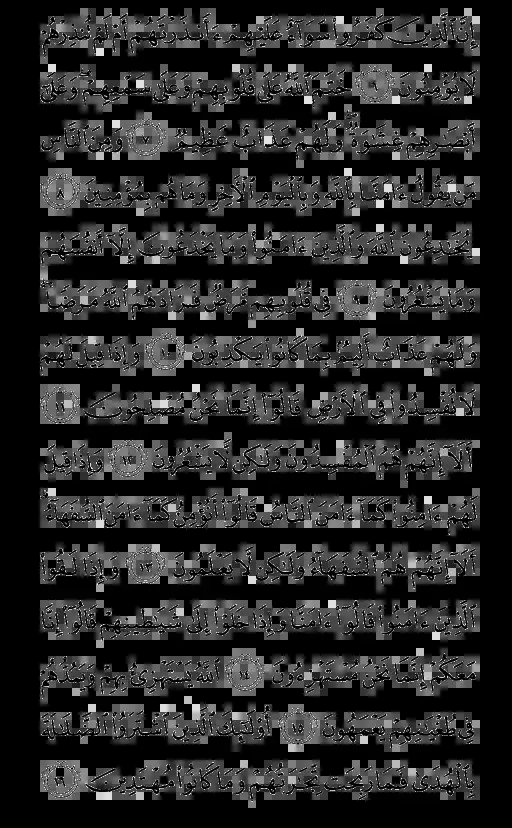 إِنَّ ٱلَّذِينَ كَفَرُوا۟ سَوَآءٌ عَلَيْهِمْ ءَأَنذَرْتَهُمْ أَمْ لَمْ تُنذِرْهُمْ
لَا يُؤْمِنُونَ ٦ خَتَمَ ٱللَّهُ عَلَىٰ قُلُوبِهِمْ وَعَلَىٰ سَمْعِهِمْ وَعَلَىٰٓ
أَبْصَٰرِهِمْ غِشَٰوَةٌ وَلَهُمْ عَذَابٌ عَظِيمٌ ٧ وَمِنَ ٱلنَّاسِ
مَن يَقُولُ ءَامَنَّا بِٱللَّهِ وَبِٱلْيَوْمِ ٱلْءَاخِرِ وَمَا هُم بِمُؤْمِنِينَ ٨
يُخَٰدِعُونَ ٱللَّهَ وَٱلَّذِينَ ءَامَنُوا۟ وَمَا يَخْدَعُونَ إِلَّآ أَنفُسَهُمْ
وَمَا يَشْعُرُونَ ٩ فِى قُلُوبِهِم مَّرَضٌ فَزَادَهُمُ ٱللَّهُ مَرَضًا
وَلَهُمْ عَذَابٌ أَلِيمٌۢ بِمَا كَانُوا۟ يَكْذِبُونَ ١٠ وَإِذَا قِيلَ لَهُمْ
لَا تُفْسِدُوا۟ فِى ٱلْأَرْضِ قَالُوٓا۟ إِنَّمَا نَحْنُ مُصْلِحُونَ ١١
أَلَآ إِنَّهُمْ هُمُ ٱلْمُفْسِدُونَ وَلَٰكِن لَّا يَشْعُرُونَ ١٢ وَإِذَا قِيلَ
لَهُمْ ءَامِنُوا۟ كَمَآ ءَامَنَ ٱلنَّاسُ قَالُوٓا۟ أَنُؤْمِنُ كَمَآ ءَامَنَ ٱلسُّفَهَآءُ
أَلَآ إِنَّهُمْ هُمُ ٱلسُّفَهَآءُ وَلَٰكِن لَّا يَعْلَمُونَ ١٣ وَإِذَا لَقُوا۟
ٱلَّذِينَ ءَامَنُوا۟ قَالُوٓا۟ ءَامَنَّا وَإِذَا خَلَوْا۟ إِلَىٰ شَيَٰطِينِهِمْ قَالُوٓا۟ إِنَّا
مَعَكُمْ إِنَّمَا نَحْنُ مُسْتَهْزِءُونَ ١٤ ٱللَّهُ يَسْتَهْزِئُ بِهِمْ وَيَمُدُّهُمْ
فِى طُغْيَٰنِهِمْ يَعْمَهُونَ ١٥ أُو۟لَٰٓئِكَ ٱلَّذِينَ ٱشْتَرَوُا۟ ٱلضَّلَٰلَةَ
بِٱلْهُدَىٰ فَمَا رَبِحَت تِّجَٰرَتُهُمْ وَمَا كَانُوا۟ مُهْتَدِينَ ١٦